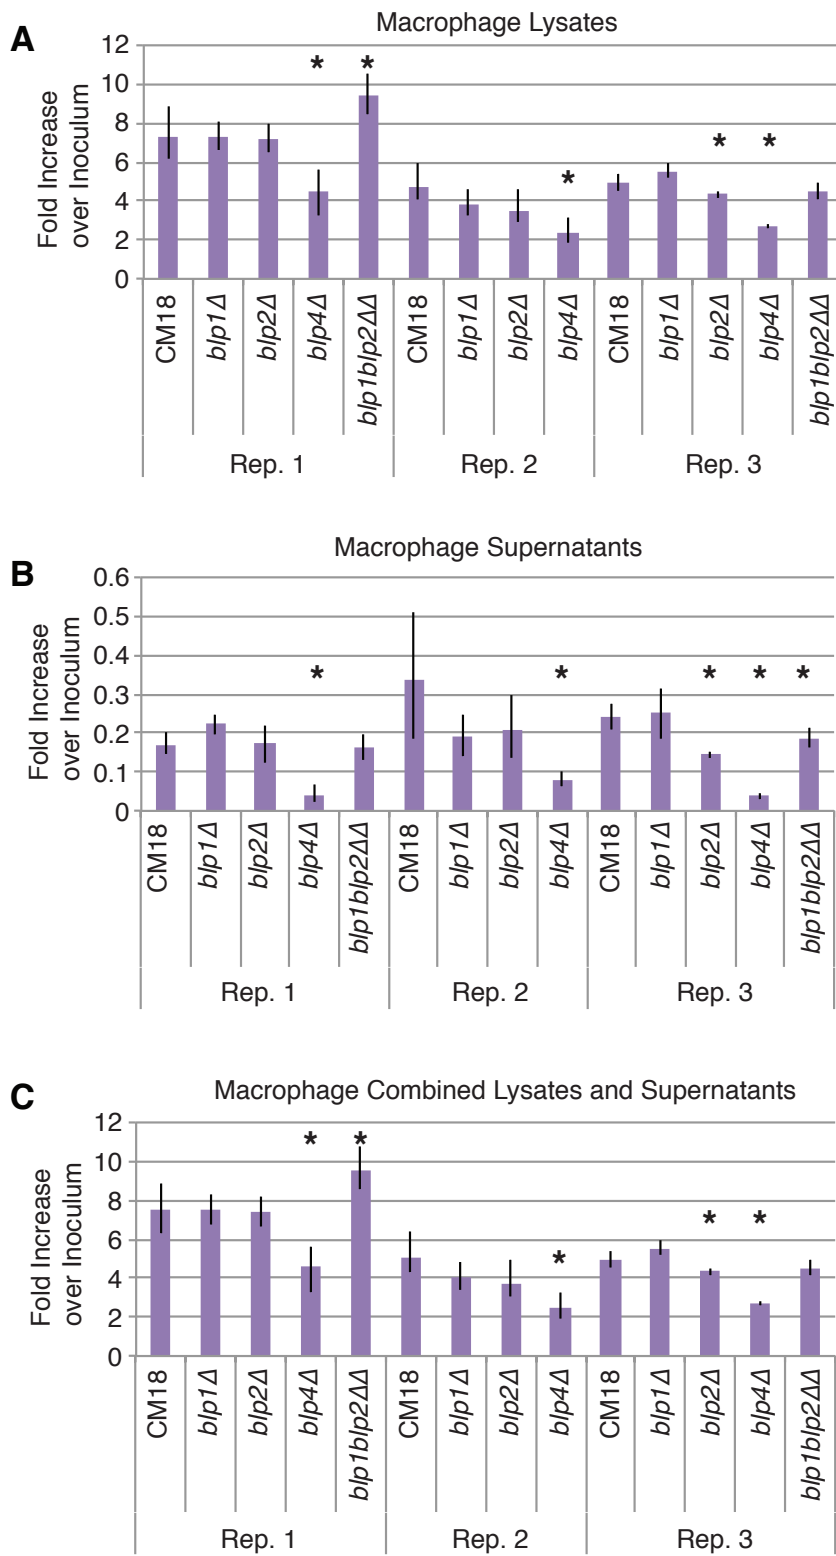 A
Macrophage Lysates
Fold Increase
over Inoculum
12
10
8
6
4
2
0
* * * * *
CM18 blp1Δ blp2Δ blp4Δ blp1blp2ΔΔ CM18 blp1Δ blp2Δ blp4Δ CM18 blp1Δ blp2Δ blp4Δ blp1blp2ΔΔ
Rep. 1 Rep. 2 Rep. 3
B
Macrophage Supernatants
Fold Increase
over Inoculum
0.6
0.5
0.4
0.3
0.2
0.1
0
* * * * *
CM18 blp1Δ blp2Δ blp4Δ blp1blp2ΔΔ CM18 blp1Δ blp2Δ blp4Δ CM18 blp1Δ blp2Δ blp4Δ blp1blp2ΔΔ
Rep. 1 Rep. 2 Rep. 3
C
Macrophage Combined Lysates and Supernatants
Fold Increase
over Inoculum
12
10
8
6
4
2
0
* * * * *
CM18 blp1Δ blp2Δ blp4Δ blp1blp2ΔΔ CM18 blp1Δ blp2Δ blp4Δ CM18 blp1Δ blp2Δ blp4Δ blp1blp2ΔΔ
Rep. 1 Rep. 2 Rep. 3